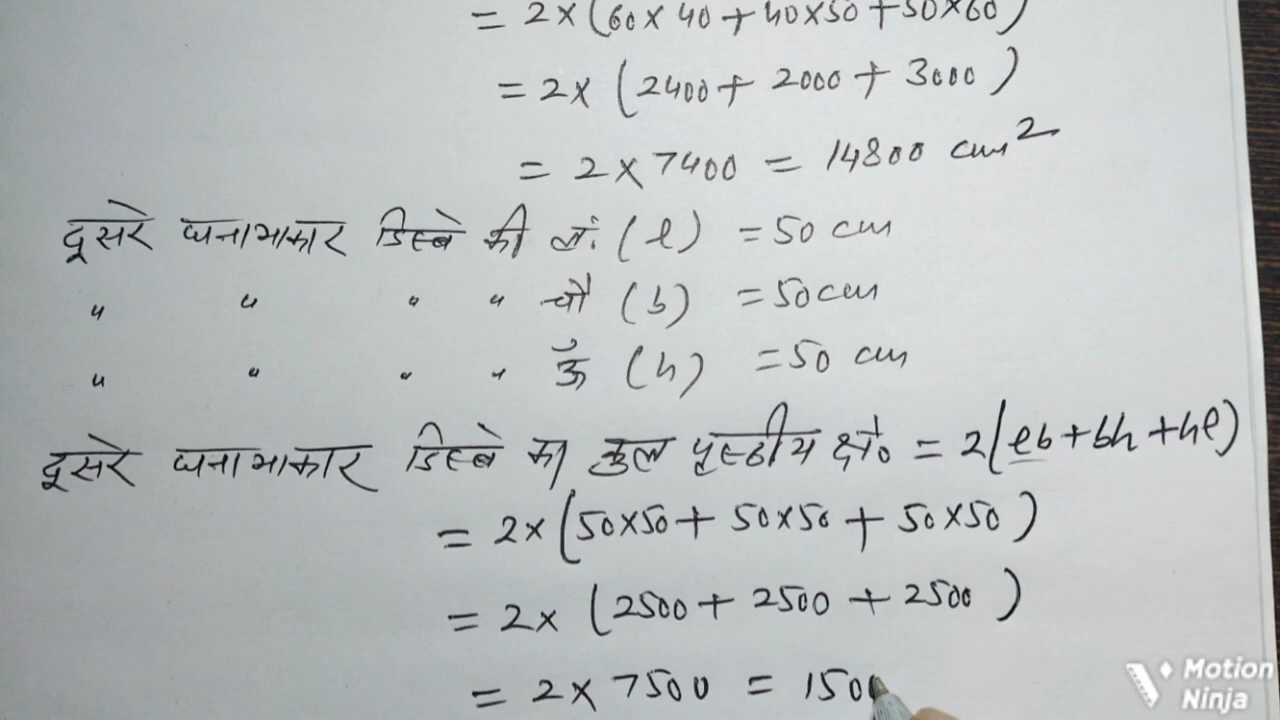 = 2×(60×40+40×50+50×60)
= 2× (2400+ 2000 + 3000 )
= 2×7400 = 14800 cm²
दूसरे घनाभाकार डिब्बे की लं. (l) = 50 cm
" " " " चौ (b) = 50 cm
" " " " ऊँ (h) = 50 cm
दूसरे घनाभाकार डिब्बे का कुल पृष्ठीय क्षे० = 2(lb+bh+hl)
= 2×(50×50+ 50×50 + 50×50 )
= 2× (2500+ 2500 + 2500 )
= 2× 7500 = 1500
Motion
Ninja